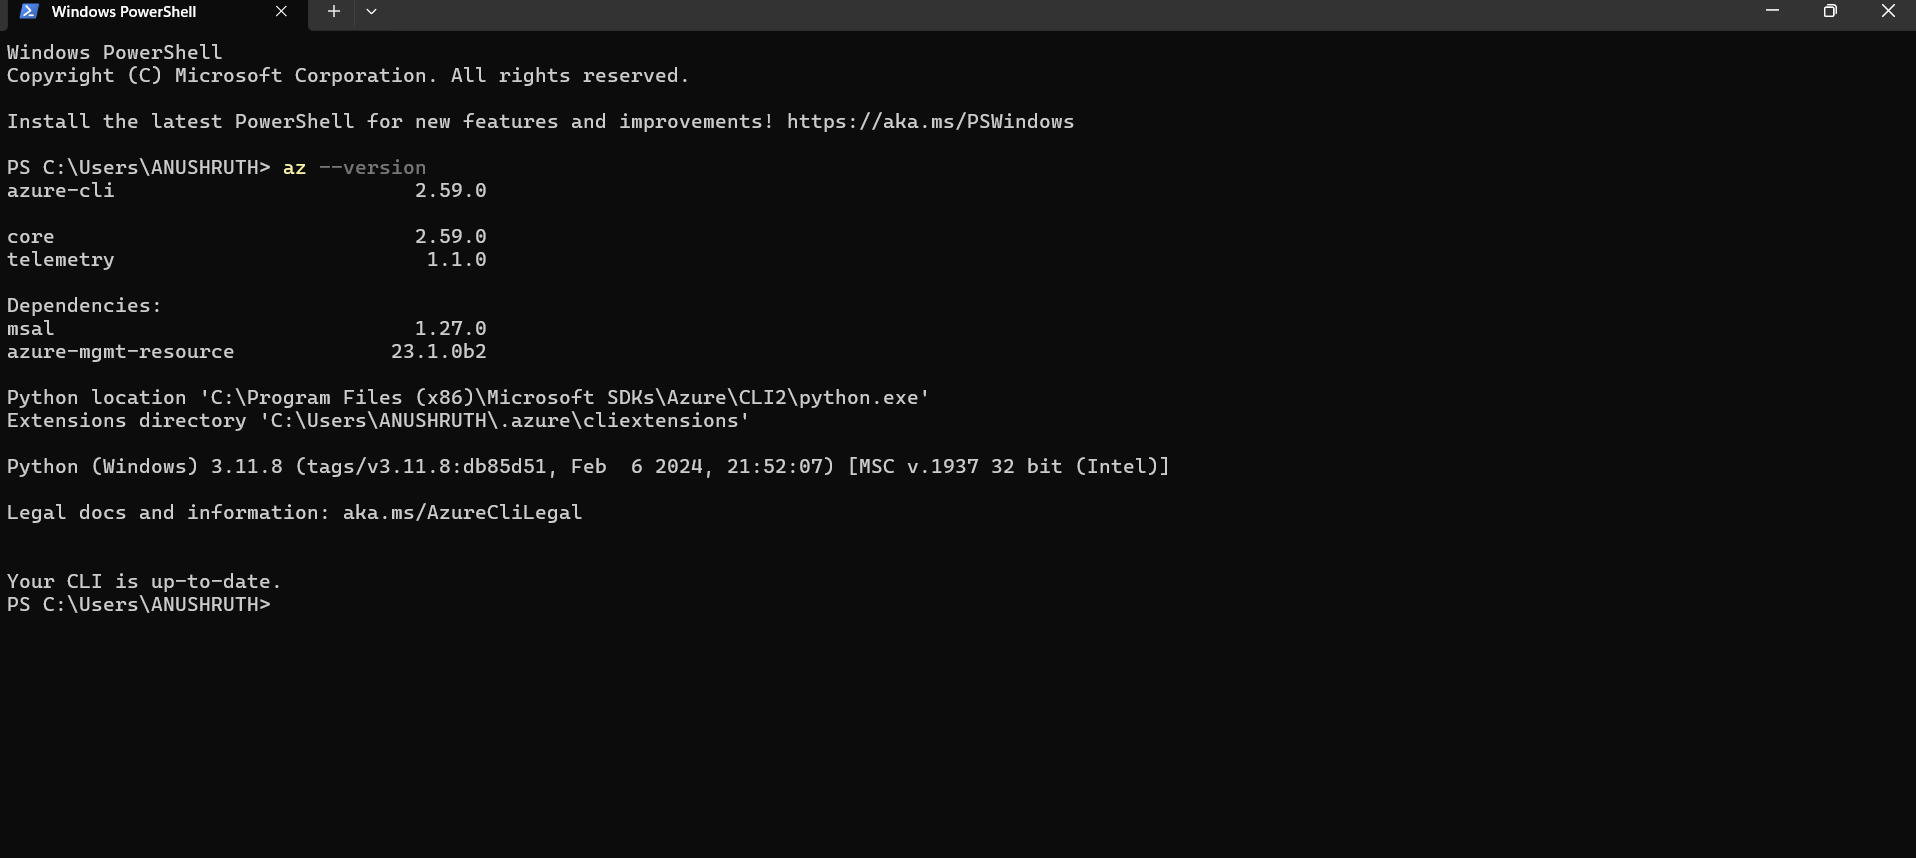 Windows PowerShell
Windows PowerShell
Copyright (C) Microsoft Corporation. All rights reserved.
Install the latest PowerShell for new features and improvements! https://aka.ms/PSWindows
PS C:\Users\ANUSHRUTH> az --version
azure-cli                         2.59.0
core                              2.59.0
telemetry                          1.1.0
Dependencies:
msal                              1.27.0
azure-mgmt-resource             23.1.0b2
Python location 'C:\Program Files (x86)\Microsoft SDKs\Azure\CLI2\python.exe'
Extensions directory 'C:\Users\ANUSHRUTH\.azure\cliextensions'
Python (Windows) 3.11.8 (tags/v3.11.8:db85d51, Feb  6 2024, 21:52:07) [MSC v.1937 32 bit (Intel)]
Legal docs and information: aka.ms/AzureCliLegal
Your CLI is up-to-date.
PS C:\Users\ANUSHRUTH>